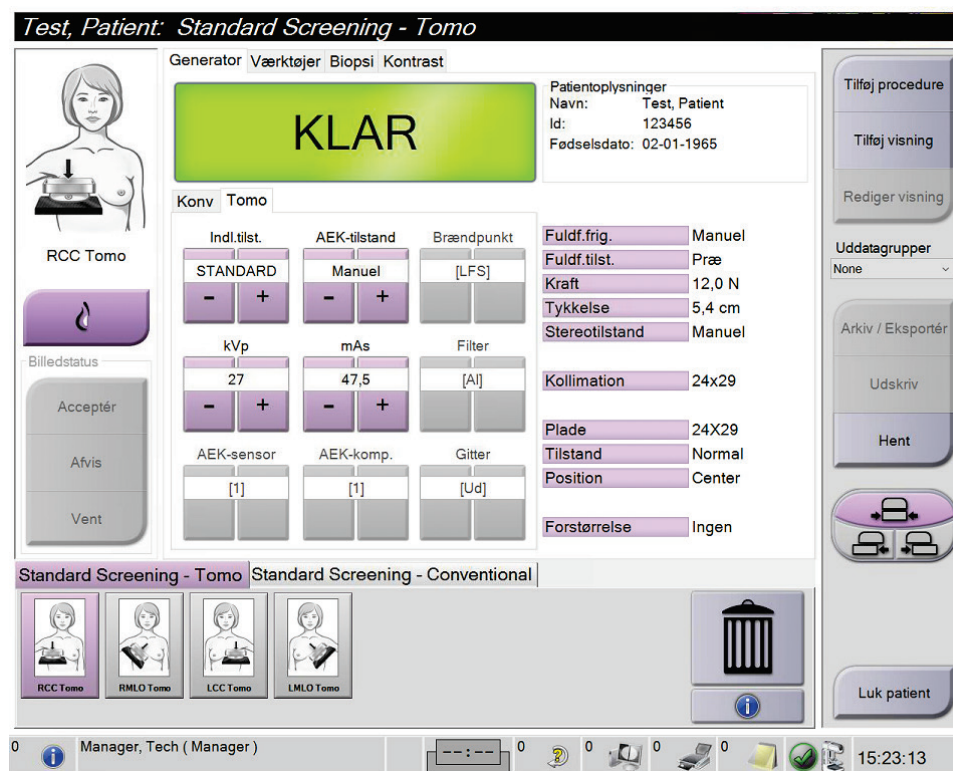 Test, Patient: Standard Screening - Tomo
Generator Værktøjer Biopsi Kontrast
KLAR
Patientoplysninger
Navn: Test, Patient
Id: 123456
Fødselsdato: 02-01-1965
RCC Tomo
Billedstatus
Acceptér
Afvis
Vent
Konv Tomo
Indl.tilst. AEK-tilstand Brændpunkt
STANDARD Manuel [LFS]
- + - +
kVp mAs Filter
27 47,5 [Al]
- + - +
AEK-sensor AEK-komp. Gitter
[1] [1] [Ud]
Fuldf.frig. Manuel
Fuldf.tilst. Præ
Kraft 12,0 N
Tykkelse 5,4 cm
Stereotilstand Manuel
Kollimation 24x29
Plade 24X29
Tilstand Normal
Position Center
Forstørrelse Ingen
Tilføj procedure
Tilføj visning
Rediger visning
Uddatagrupper
None
Arkiv / Eksportér
Udskriv
Hent
Standard Screening - Tomo Standard Screening - Conventional
RCC Tomo RMLO Tomo LCC Tomo LMLO Tomo
Luk patient
0 Manager, Tech ( Manager ) --:-- 0 0 0 0 15:23:13